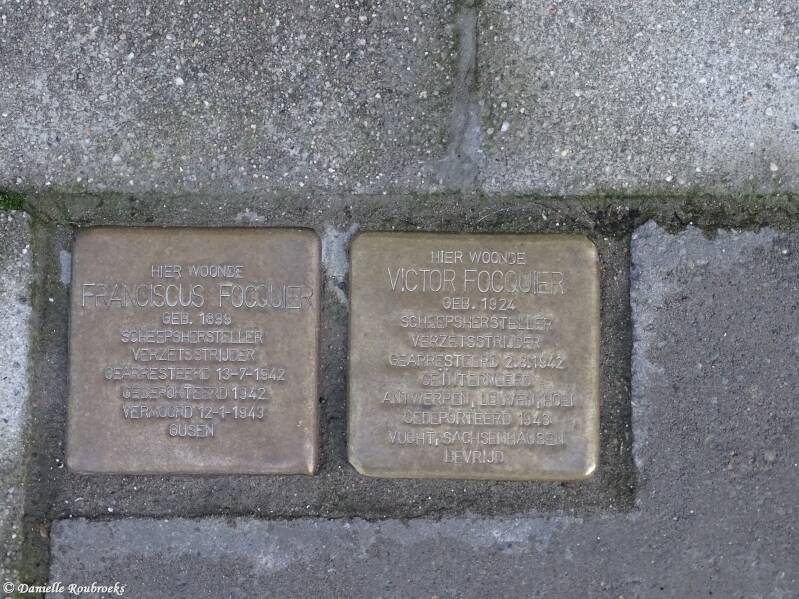 HIER WOONDE
FRANCISCUS FOCQUIER
GEB. 1899
SCHEEPSHERSTELLER
VERZETSSTRIJDER
GEARRESTEERD 13-7-1942
GEDEPORTEERD 1942
VERMOORD 12-1-1943
GUSEN
HIER WOONDE
VICTOR FOCQUIER
GEB. 1924
SCHEEPSHERSTELLER
VERZETSSTRIJDER
GEARRESTEERD 2.8.1942
GEÏNTERNEERD
ANTWERPEN, LEUVEN,
GEDEPORTEERD 1943
VUGHT, SACHSENHAUSEN
BEVRIJD
© Danielle Roubroeks